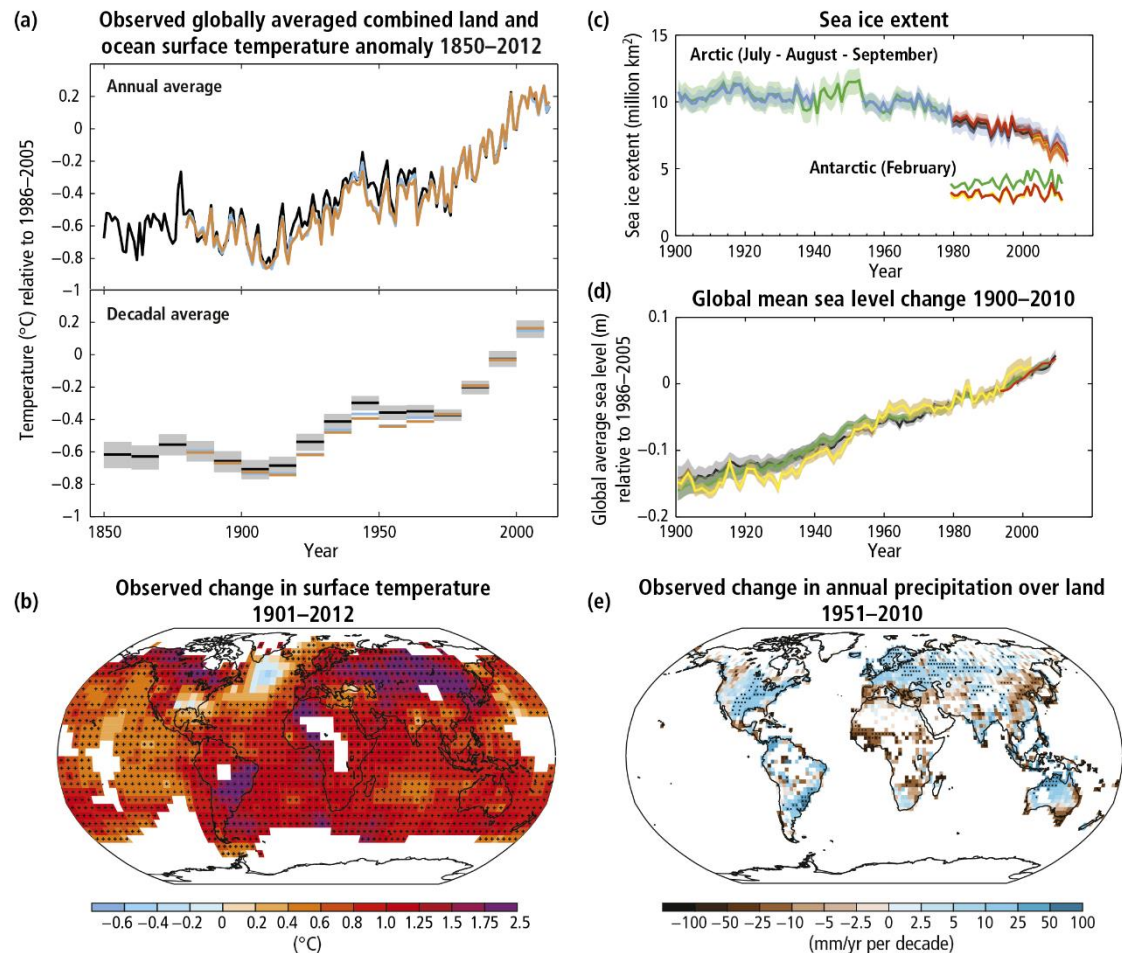 (a)
Observed globally averaged combined land and
ocean surface temperature anomaly 1850–2012
Annual average
0.2
0
−0.2
−0.4
−0.6
−0.8
−1
Decadal average
0.2
0
−0.2
−0.4
−0.6
−0.8
−1
Temperature (°C) relative to 1986–2005
1850
1900
1950
2000
Year
(b)
Observed change in surface temperature
1901–2012
−0.6
−0.4
−0.2
0
0.2
0.4
0.6
0.8
1.0
1.25
1.5
1.75
2.5
(°C)
(c)
Sea ice extent
Arctic (July - August - September)
Antarctic (February)
15
10
5
0
Sea ice extent (million km²)
1900
1920
1940
1960
1980
2000
Year
(d)
Global mean sea level change 1900–2010
0.1
0
−0.1
−0.2
Global average sea level (m)
relative to 1986–2005
1900
1920
1940
1960
1980
2000
Year
(e)
Observed change in annual precipitation over land
1951–2010
−100
−50
−25
−10
−5
−2.5
0
2.5
5
10
25
50
100
(mm/yr per decade)